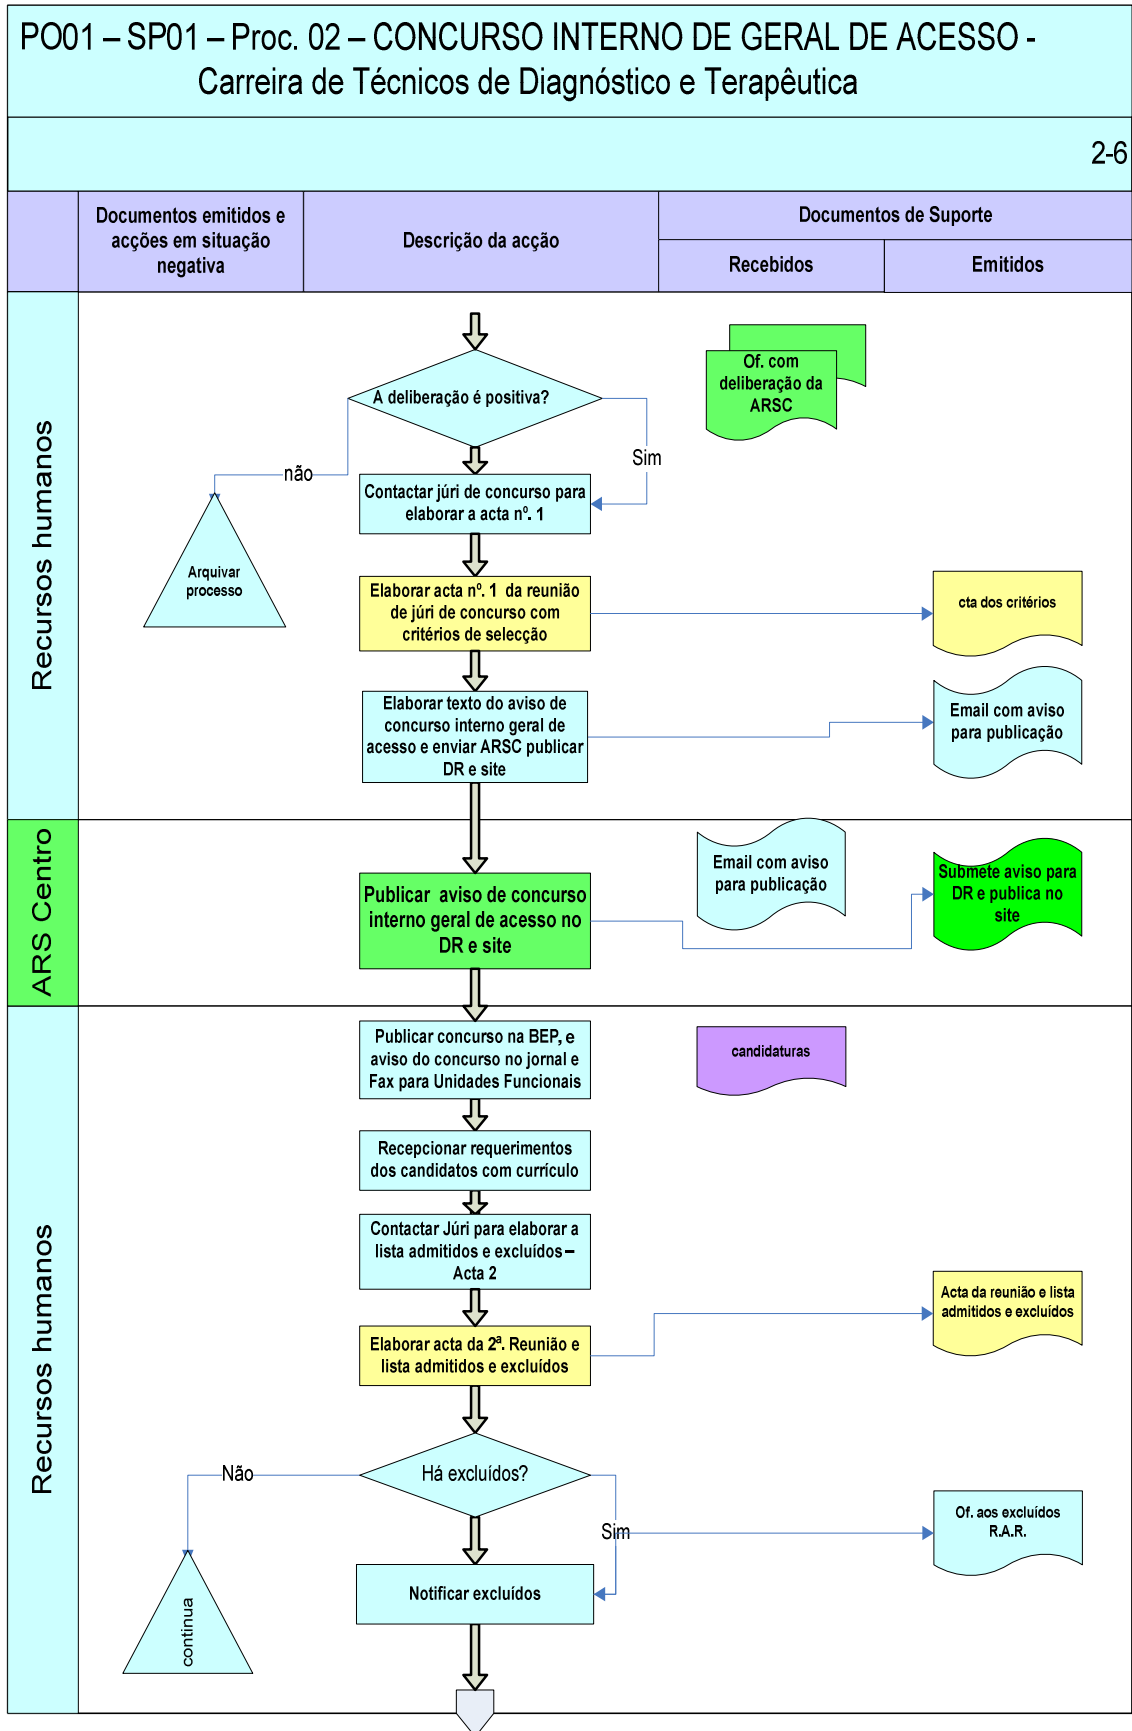 PO01 – SP01 – Proc. 02 – CONCURSO INTERNO DE GERAL DE ACESSO -
Carreira de Técnicos de Diagnóstico e Terapêutica
2-6
Documentos emitidos e
acções em situação
negativa
Descrição da acção
Documentos de Suporte
Recebidos
Emitidos
Recursos humanos
A deliberação é positiva?
Of. com
deliberação da
ARSC
não
Sim
Contactar júri de concurso para
elaborar a acta nº. 1
Arquivar
processo
Elaborar acta nº. 1 da reunião
de júri de concurso com
critérios de selecção
cta dos critérios
Elaborar texto do aviso de
concurso interno geral de
acesso e enviar ARSC publicar
DR e site
Email com aviso
para publicação
ARS Centro
Publicar aviso de concurso
interno geral de acesso no
DR e site
Email com aviso
para publicação
Submete aviso para
DR e publica no
site
Recursos humanos
Publicar concurso na BEP, e
aviso do concurso no jornal e
Fax para Unidades Funcionais
candidaturas
Recepcionar requerimentos
dos candidatos com currículo
Contactar Júri para elaborar a
lista admitidos e excluídos –
Acta 2
Elaborar acta da 2ª. Reunião e
lista admitidos e excluídos
Acta da reunião e lista
admitidos e excluídos
Há excluídos?
Não
Sim
Of. aos excluídos
R.A.R.
Notificar excluídos
continua